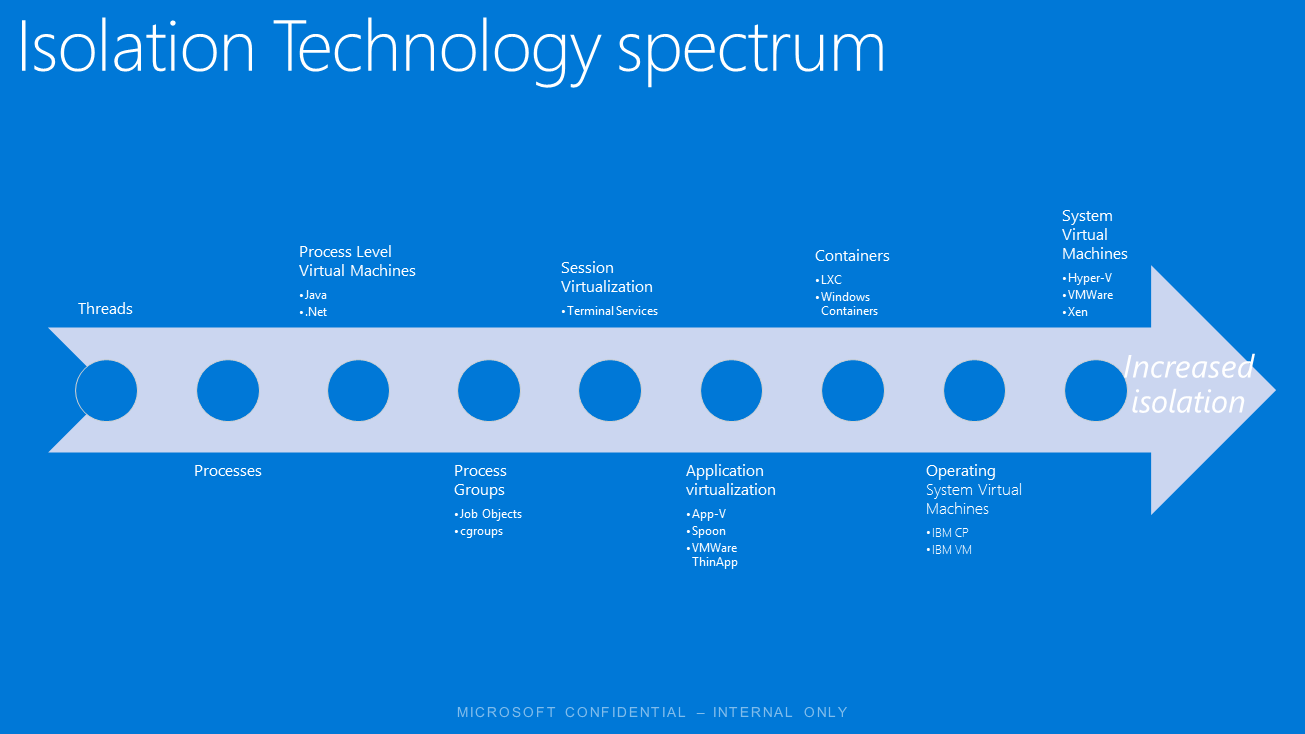 Isolation Technology spectrum
Threads
Processes
Process Level
Virtual Machines
•Java
•.Net
Process
Groups
•Job Objects
•cgroups
Session
Virtualization
•Terminal Services
Application
virtualization
•App-V
•Spoon
•VMWare
ThinApp
Containers
•LXC
•Windows
Containers
Operating
System Virtual
Machines
•IBM CP
•IBM VM
System
Virtual
Machines
•Hyper-V
•VMWare
•Xen
Increased
isolation
MICROSOFT CONFIDENTIAL – INTERNAL ONLY